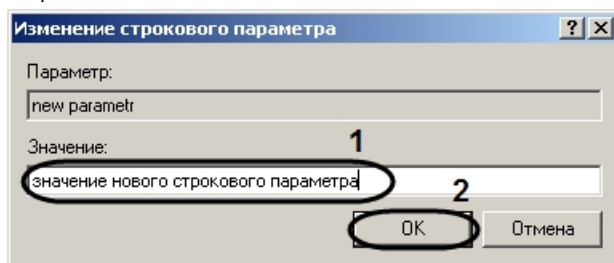 Изменение строкового параметра
Параметр:
new parametr
Значение:
1
значение нового строкового параметра
2
OK
Отмена